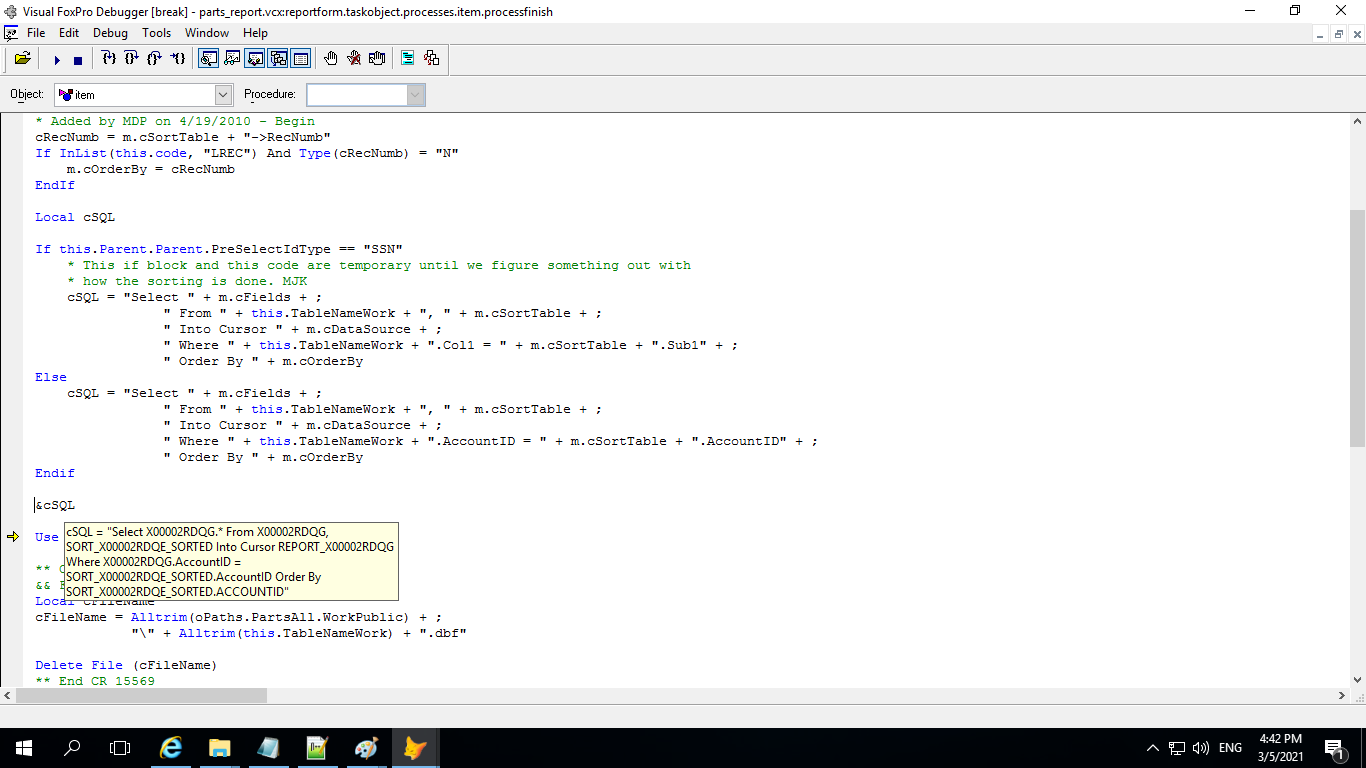 Visual FoxPro Debugger [break] - parts_report.vcx:reportform.taskobject.processes.item.processfinish
File Edit Debug Tools Window Help
Object: item Procedure:
* Added by MDP on 4/19/2010 - Begin
cRecNumb = m.cSortTable + "->RecNumb"
If InList(this.code, "LREC") And Type(cRecNumb) = "N"
m.cOrderBy = cRecNumb
EndIf
Local cSQL
If this.Parent.Parent.PreSelectIdType == "SSN"
* This if block and this code are temporary until we figure something out with
* how the sorting is done. MJK
cSQL = "Select " + m.cFields + ;
" From " + this.TableNameWork + ", " + m.cSortTable + ;
" Into Cursor " + m.cDataSource + ;
" Where " + this.TableNameWork + ".Col1 = " + m.cSortTable + ".Sub1" + ;
" Order By " + m.cOrderBy
Else
cSQL = "Select " + m.cFields + ;
" From " + this.TableNameWork + ", " + m.cSortTable + ;
" Into Cursor " + m.cDataSource + ;
" Where " + this.TableNameWork + ".AccountID = " + m.cSortTable + ".AccountID" + ;
" Order By " + m.cOrderBy
Endif
&cSQL
Use
cSQL = "Select X00002RDQG.* From X00002RDQG,
SORT_X00002RDQE_SORTED Into Cursor REPORT_X00002RDQG
Where X00002RDQG.AccountID =
SORT_X00002RDQE_SORTED.AccountID Order By
SORT_X00002RDQE_SORTED.ACCOUNTID"
**
&&
Local cFileName
cFileName = Alltrim(oPaths.PartsAll.WorkPublic) + ;
"\" + Alltrim(this.TableNameWork) + ".dbf"
Delete File (cFileName)
** End CR 15569
ENG
4:42 PM
3/5/2021
1